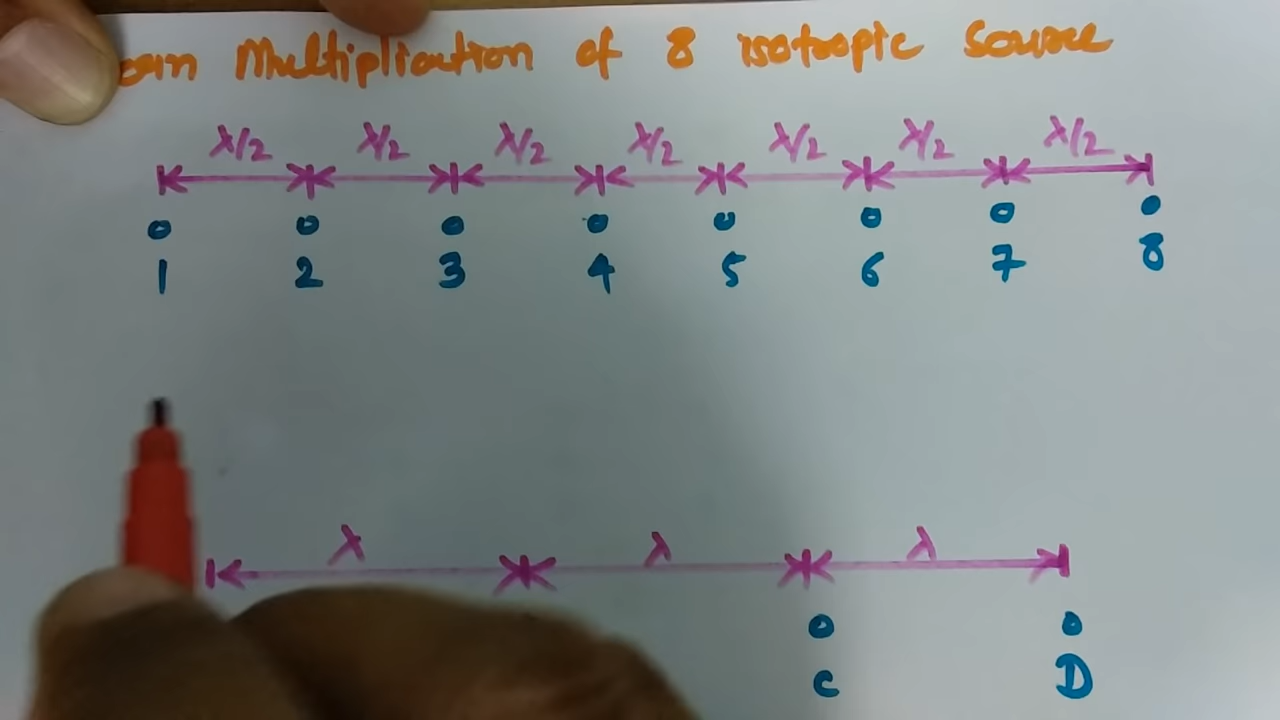 Multiplication of 8 isotropic Source
λ/2 λ/2 λ/2 λ/2 λ/2 λ/2 λ/2
1 2 3 4 5 6 7 8
λ λ λ
C D